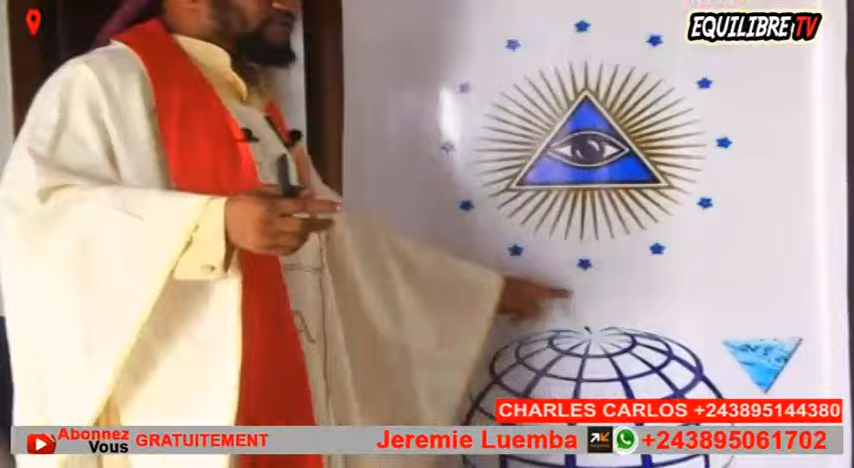 EQUILIBRE TV
CHARLES CARLOS +243895144380
Abonnez
Vous GRATUITEMENT
Jeremie Luemba +243895061702